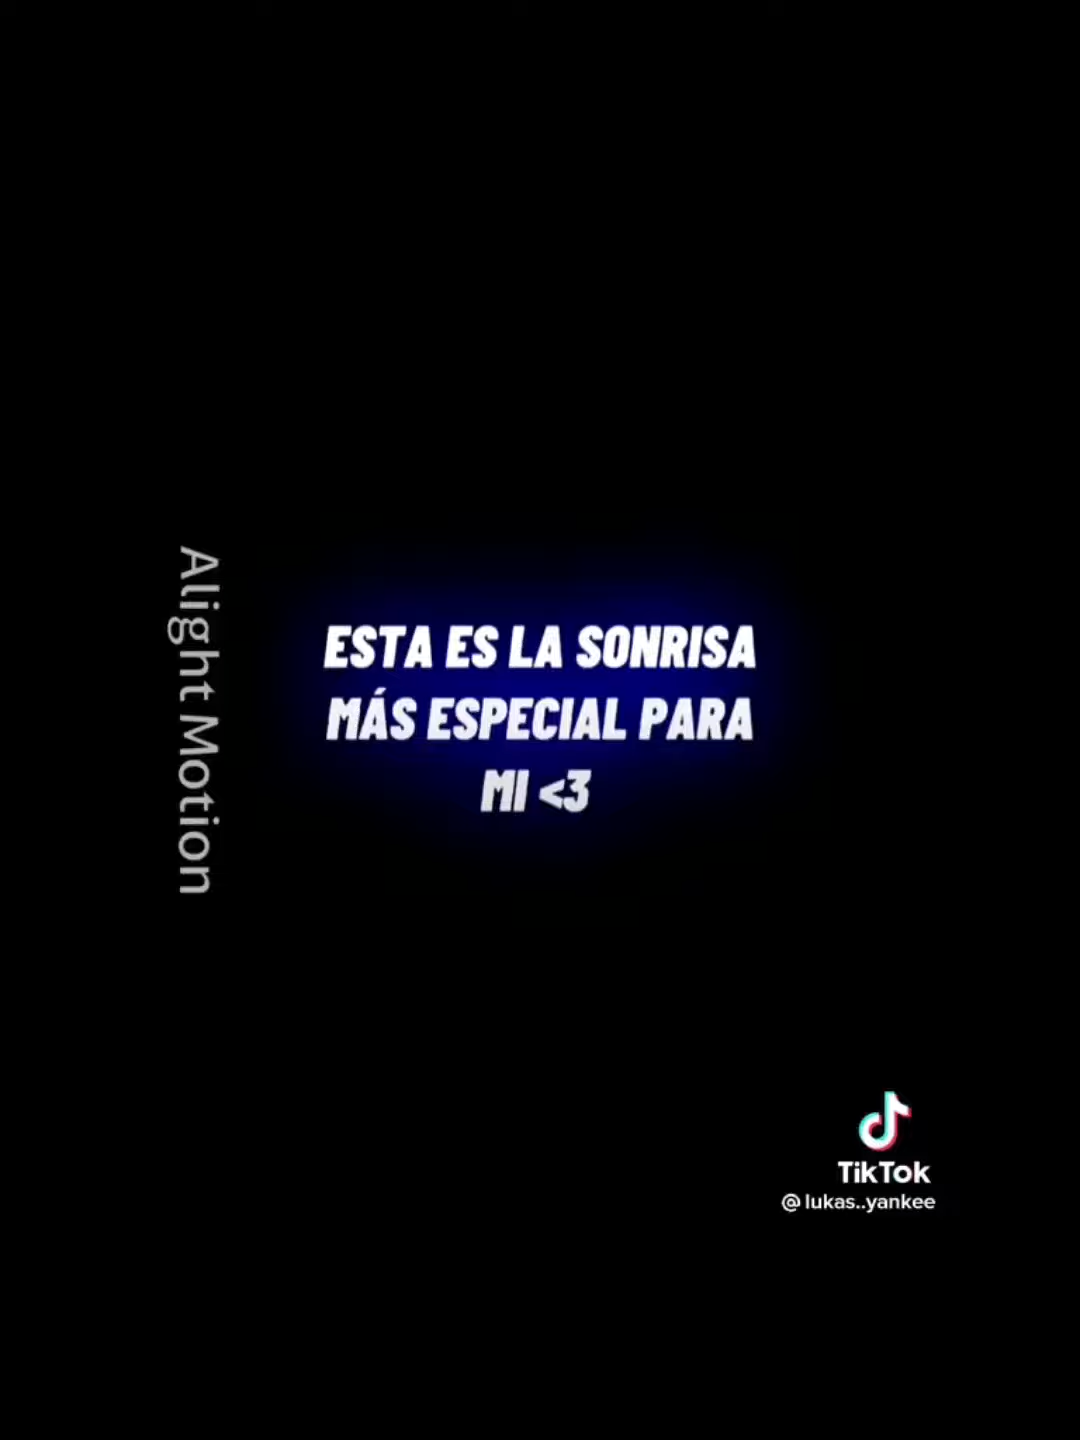 ESTA ES LA SONRISA
MÁS ESPECIAL PARA
MI <3
Alight Motion
TikTok
@lukas..yankee